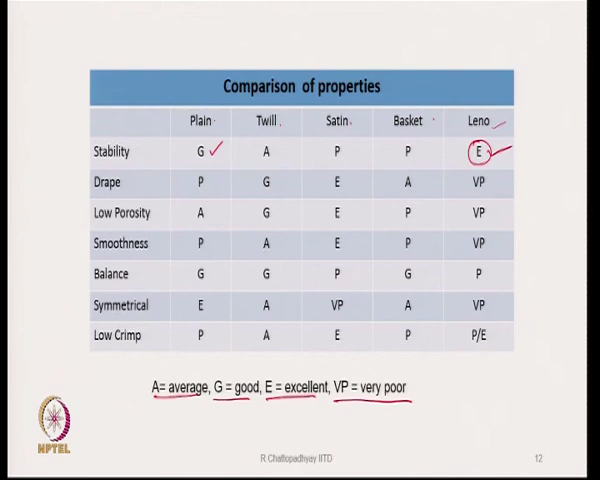 Comparison of properties
Plain Twill Satin Basket Leno
Stability G A P P E
Drape P G E A VP
Low Porosity A G E P VP
Smoothness P A E P VP
Balance G G P G P
Symmetrical E A VP A VP
Low Crimp P A E P P/E
A= average, G = good, E = excellent, VP = very poor
NPTEL
R Chattopadhyay IITD 12